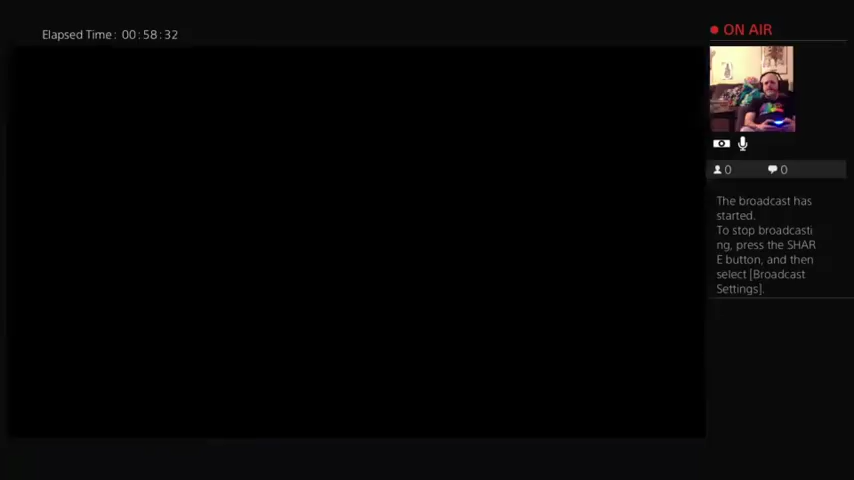 Elapsed Time: 00:58:32
ON AIR
0 0
The broadcast has
started.
To stop broadcasti
ng, press the SHAR
E button, and then
select [Broadcast
Settings].